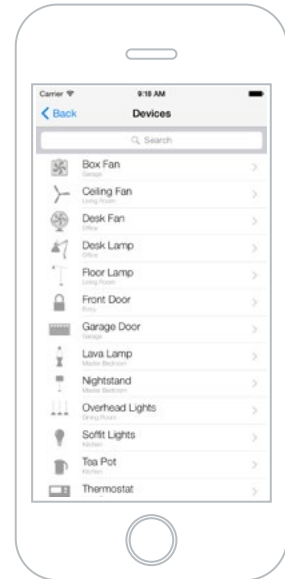 Carrier 9:18 AM
Back Devices
Search
Box Fan
Garage
Ceiling Fan
Living Room
Desk Fan
Office
Desk Lamp
Office
Floor Lamp
Living Room
Front Door
Entry
Garage Door
Garage
Lava Lamp
Master Bedroom
Nightstand
Master Bedroom
Overhead Lights
Dining Room
Soffit Lights
Kitchen
Tea Pot
Kitchen
Thermostat